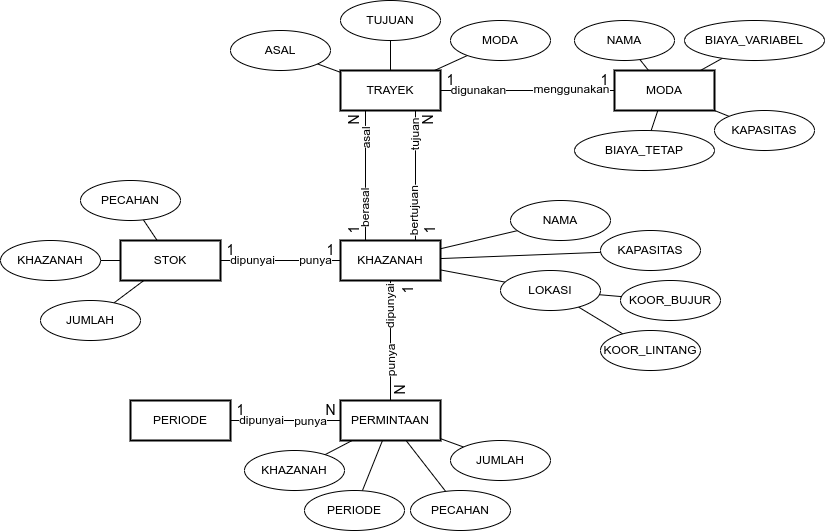 TUJUAN
ASAL
MODA
NAMA
BIAYA_VARIABEL
TRAYEK
1
digunakan
menggunakan
1
MODA
N
asal
tujuan
N
KAPASITAS
BIAYA_TETAP
PECAHAN
berasal
1
bertujuan
1
NAMA
KHAZANAH
STOK
1
dipunyai
punya
1
KHAZANAH
KAPASITAS
LOKASI
KOOR_BUJUR
JUMLAH
dipunyai
1
KOOR_LINTANG
punya
N
PERIODE
1
dipunyai
punya
N
PERMINTAAN
KHAZANAH
JUMLAH
PERIODE
PECAHAN